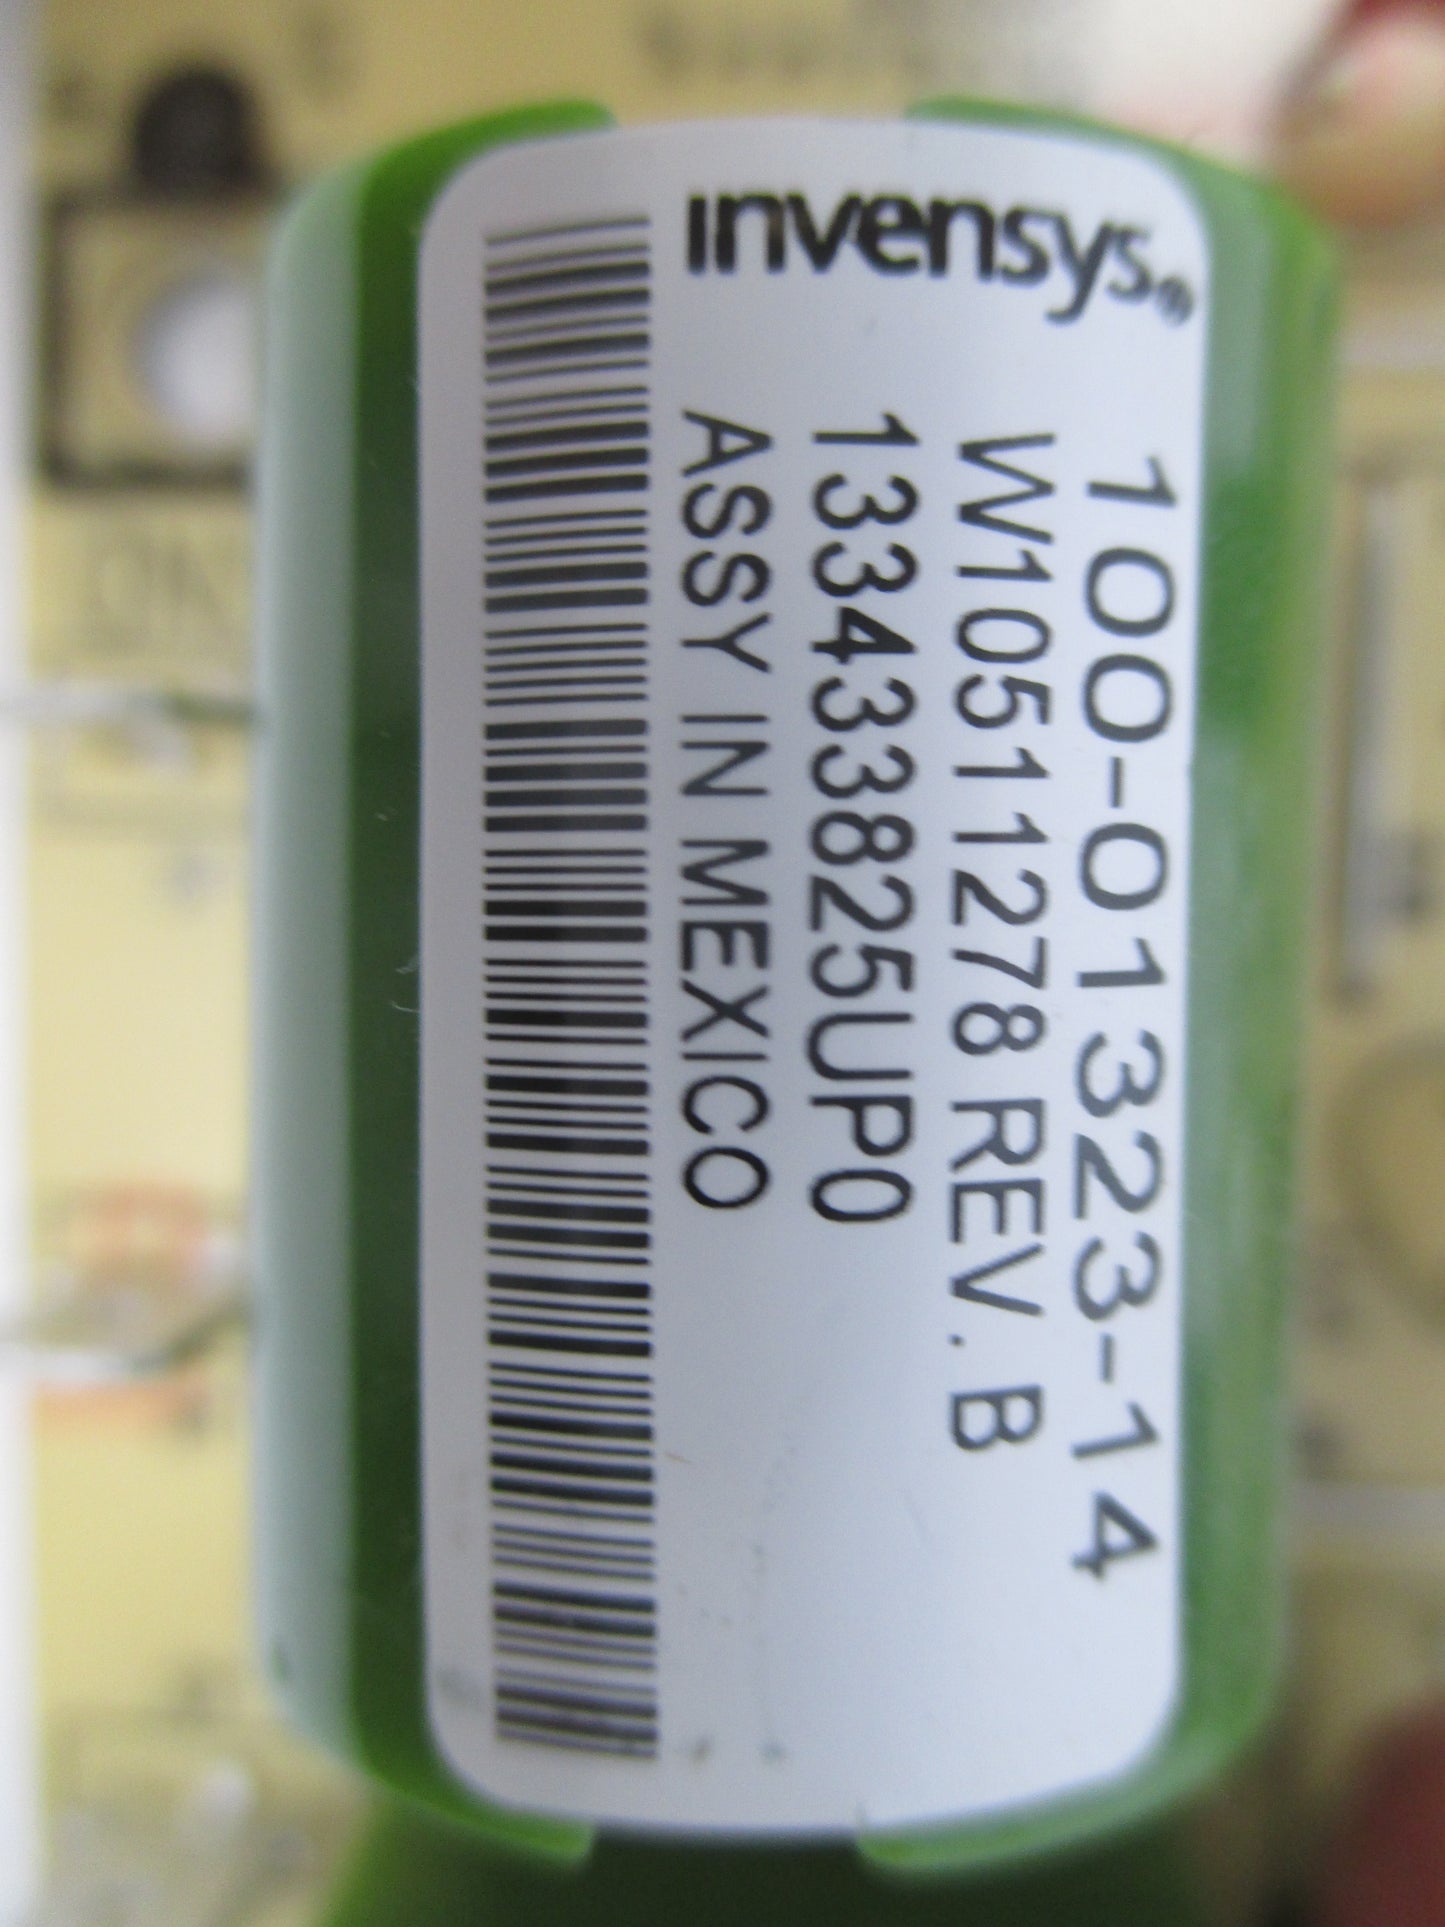 invensys®
100-01323-14
W10511278 REV. B
133433825UP0
ASSY IN MEXICO